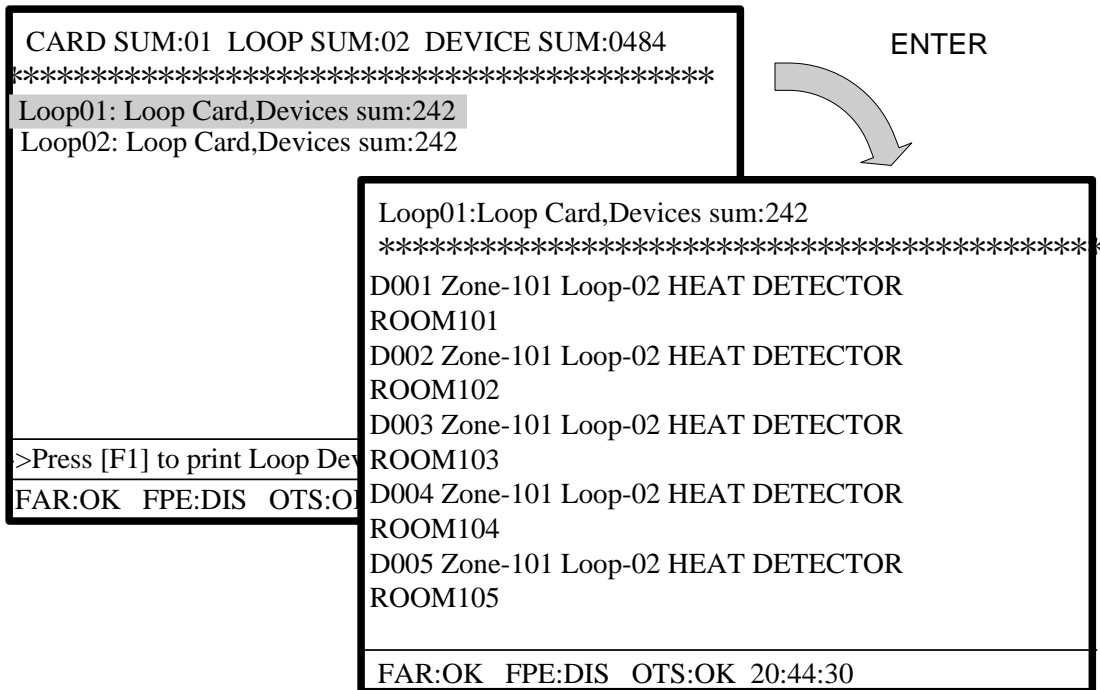 CARD SUM:01 LOOP SUM:02 DEVICE SUM:0484
*******************************************
Loop01: Loop Card,Devices sum:242
Loop02: Loop Card,Devices sum:242
>Press [F1] to print Loop
FAR:OK FPE:DIS
ENTER
Loop01:Loop Card,Devices sum:242
*******************************************
D001 Zone-101 Loop-02 HEAT DETECTOR
ROOM101
D002 Zone-101 Loop-02 HEAT DETECTOR
ROOM102
D003 Zone-101 Loop-02 HEAT DETECTOR
ROOM103
D004 Zone-101 Loop-02 HEAT DETECTOR
ROOM104
D005 Zone-101 Loop-02 HEAT DETECTOR
ROOM105
FAR:OK FPE:DIS OTS:OK 20:44:30